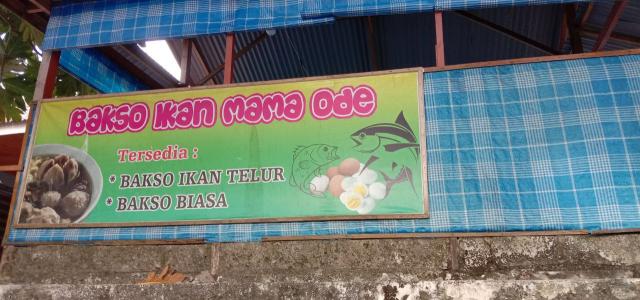 Bakso Ikan Mama Ode
Tersedia :
* BAKSO IKAN TELUR
* BAKSO BIASA